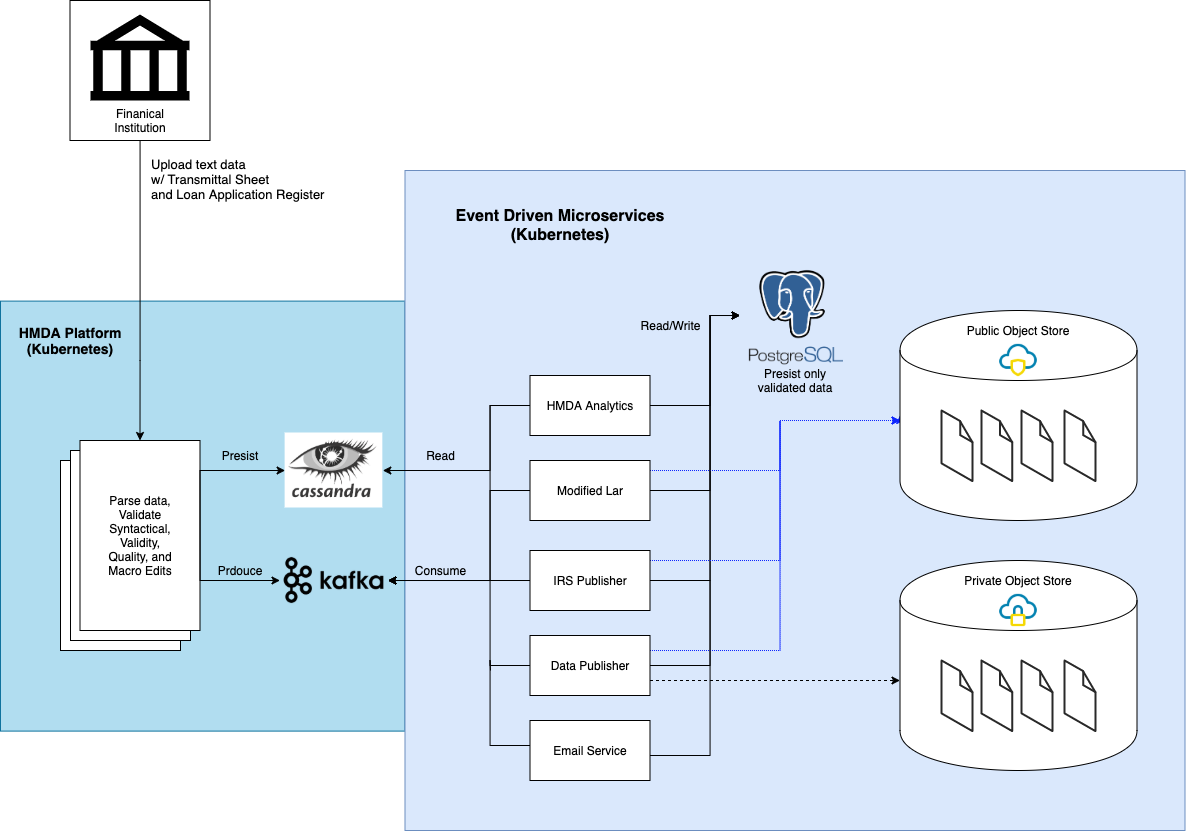 Finanical
Institution
Upload text data
w/ Transmittal Sheet
and Loan Application Register
Event Driven Microservices
(Kubernetes)
HMDA Platform
(Kubernetes)
Read/Write
PostgreSQL
Presist only
validated data
Public Object Store
HMDA Analytics
Presist
cassandra
Read
Modified Lar
Parse data,
Validate
Syntactical,
Validity,
Quality, and
Macro Edits
Prdouce
kafka
Consume
IRS Publisher
Private Object Store
Data Publisher
Email Service